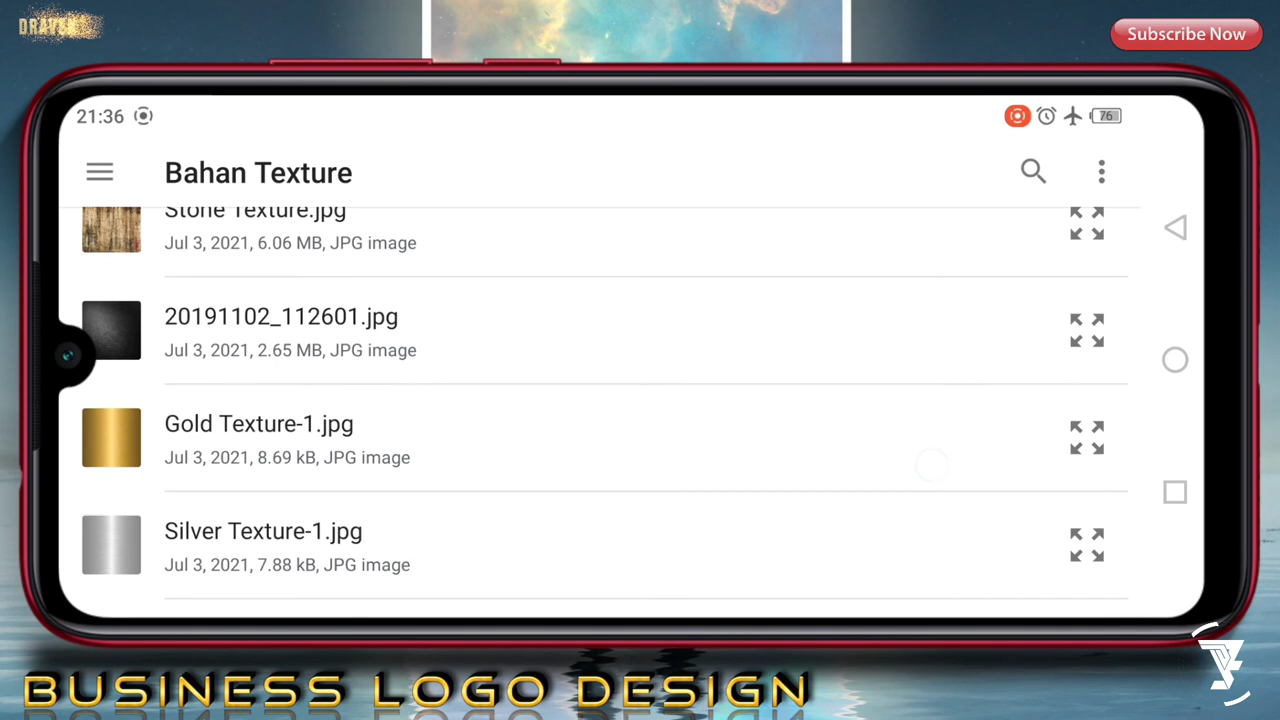 DRAVEN
Subscribe Now
21:36
76
Bahan Texture
Stone Texture.jpg
Jul 3, 2021, 6.06 MB, JPG image
20191102_112601.jpg
Jul 3, 2021, 2.65 MB, JPG image
Gold Texture-1.jpg
Jul 3, 2021, 8.69 kB, JPG image
Silver Texture-1.jpg
Jul 3, 2021, 7.88 kB, JPG image
BUSINESS LOGO DESIGN